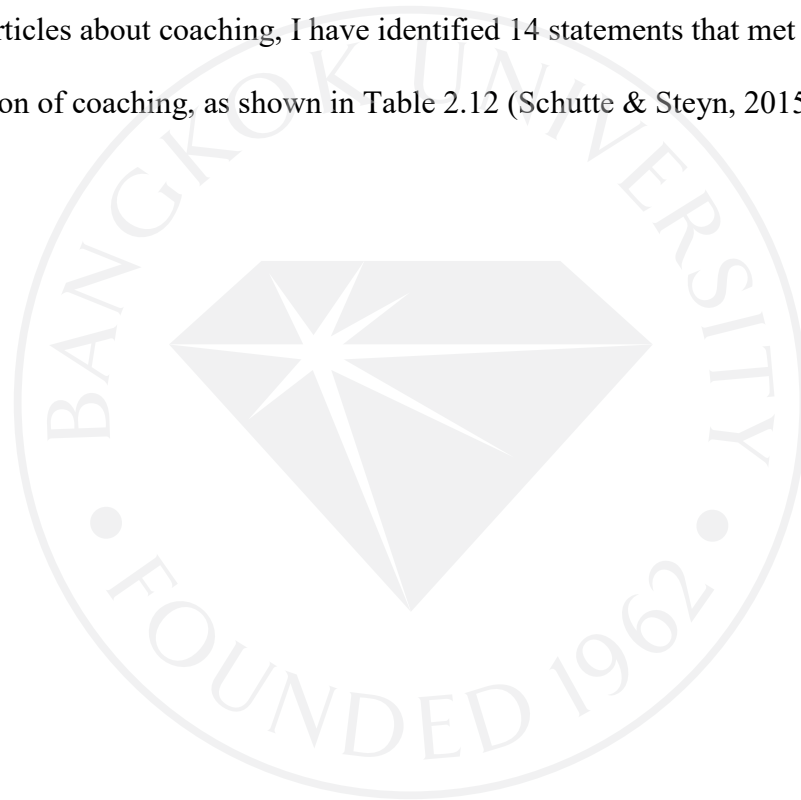 rticles about coaching, I have identified 14 statements that met
on of coaching, as shown in Table 2.12 (Schutte & Steyn, 2015
BANGKOK UNIVERSITY
FOUNDED 1962